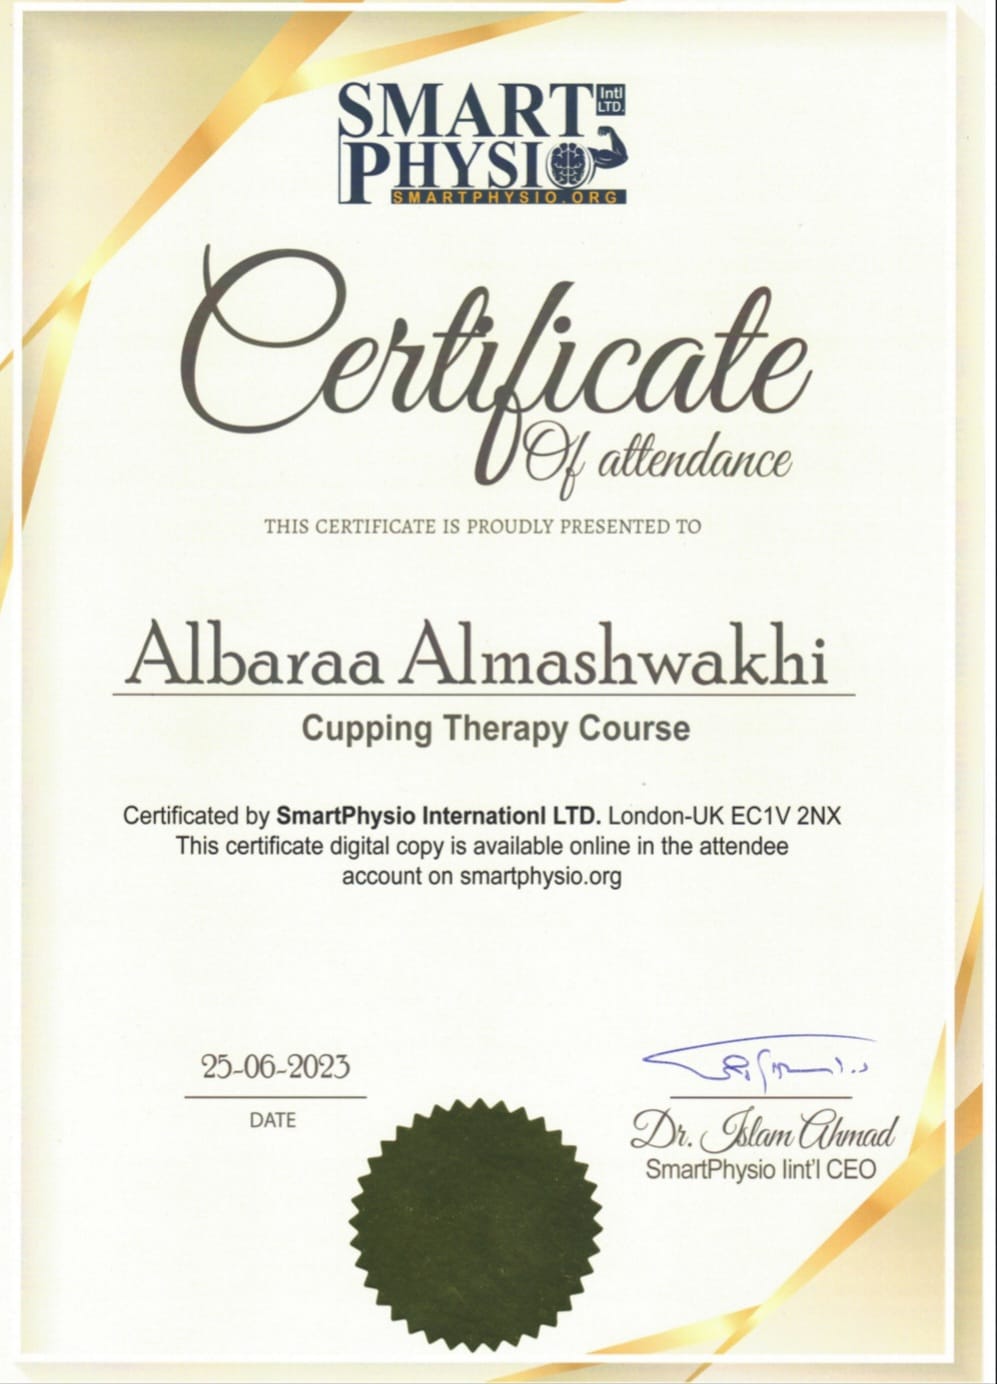 SMART Intl LTD.
PHYSIO
SMARTPHYSIO.ORG
Certificate
Of attendance
THIS CERTIFICATE IS PROUDLY PRESENTED TO
Albaraa Almashwakhi
Cupping Therapy Course
Certificated by SmartPhysio Internationl LTD. London-UK EC1V 2NX
This certificate digital copy is available online in the attendee
account on smartphysio.org
25-06-2023
DATE
Dr. Islam Ahmad
SmartPhysio Iint'l CEO